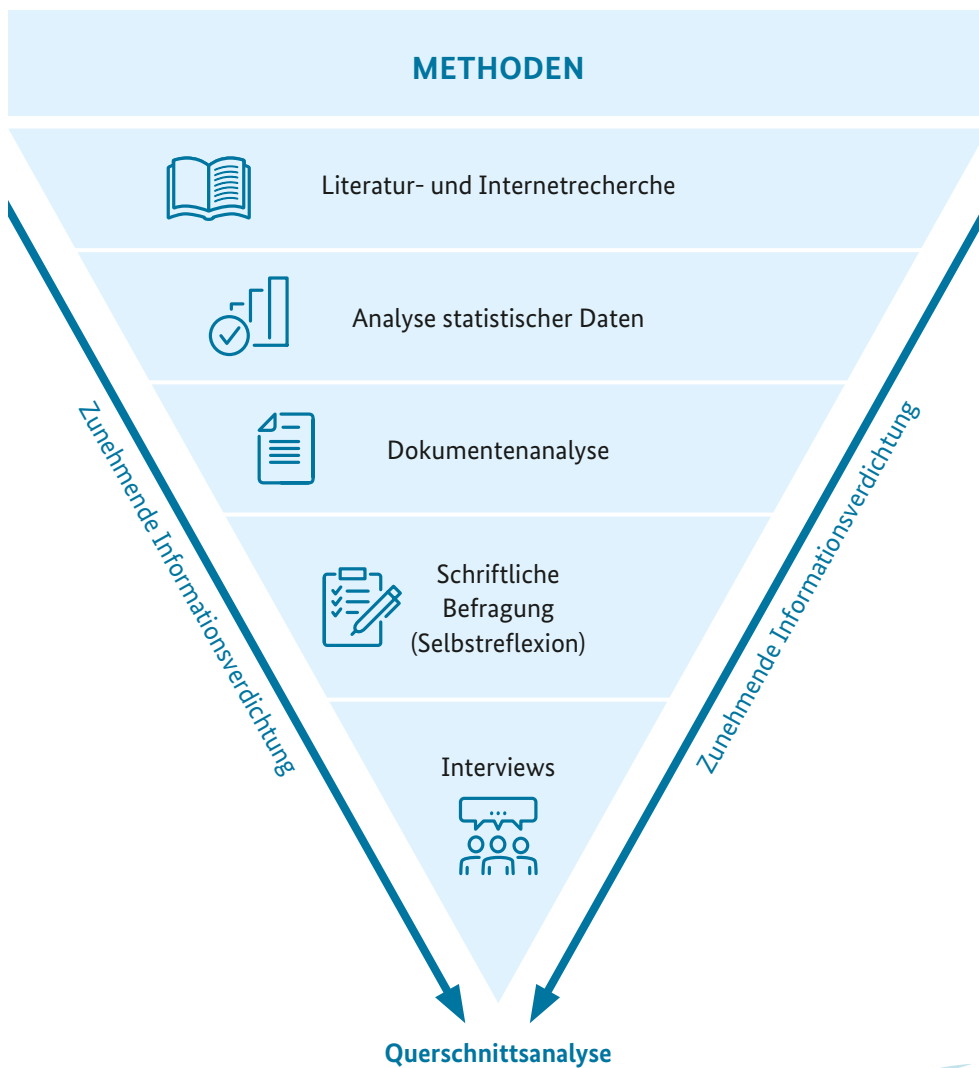 METHODEN
Literatur- und Internetrecherche
Analyse statistischer Daten
Dokumentenanalyse
Schriftliche
Befragung
(Selbstreflexion)
Interviews
...
Zunehmende Informationsverdichtung
Zunehmende Informationsverdichtung
Querschnittsanalyse